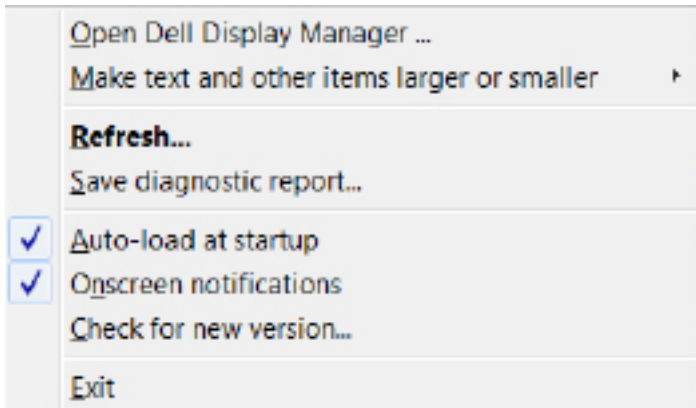 Open Dell Display Manager ...
Make text and other items larger or smaller
Refresh...
Save diagnostic report...
Auto-load at startup
Onscreen notifications
Check for new version...
Exit